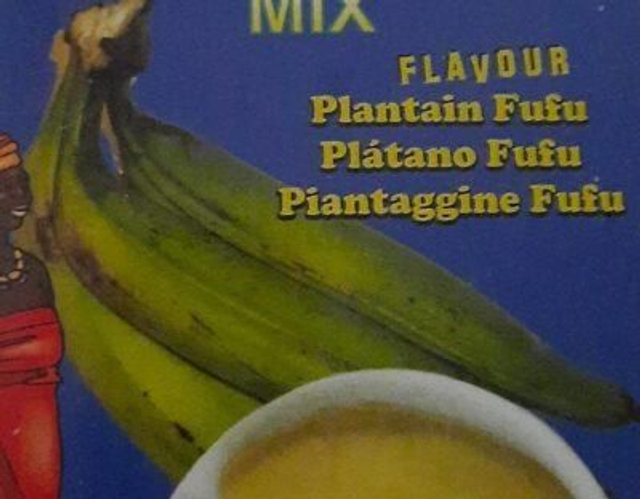 MIX
FLAVOUR
Plantain Fufu
Plátano Fufu
Piantaggine Fufu